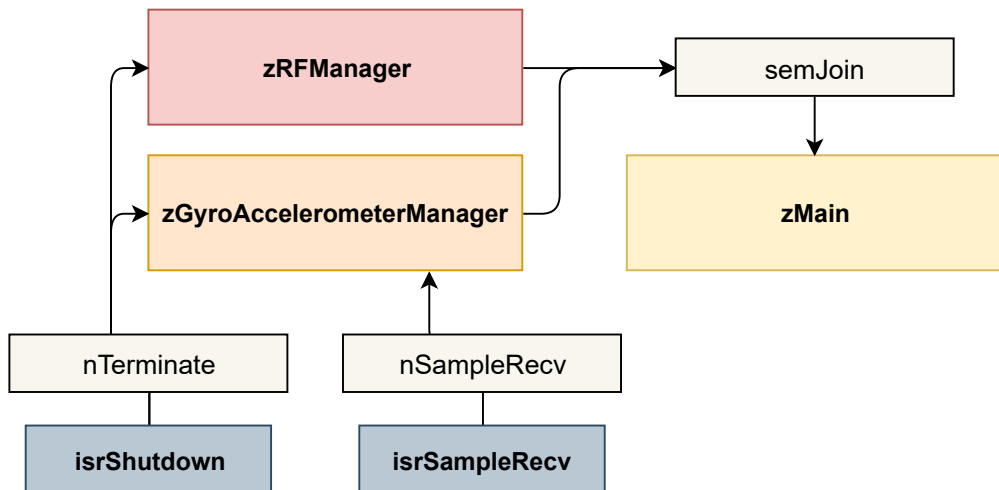 zRFManager
semJoin
zGyroAccelerometerManager
zMain
nTerminate
nSampleRecv
isrShutdown
isrSampleRecv